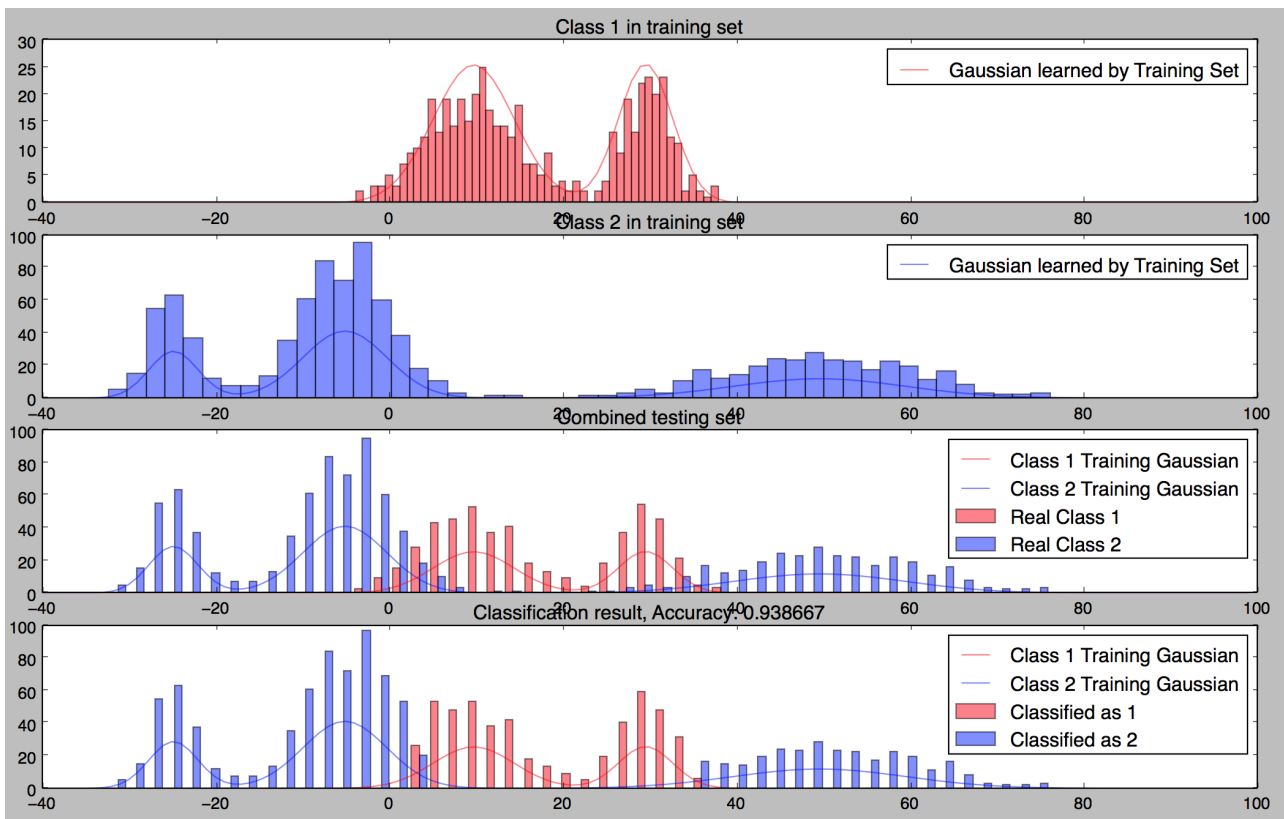 Class 1 in training set
30
25
20
15
10
5
0
Gaussian learned by Training Set
−40 −20 0 20 40 60 80 100
Class 2 in training set
100
80
60
40
20
0
Gaussian learned by Training Set
−40 −20 0 20 40 60 80 100
Combined testing set
100
80
60
40
20
0
Class 1 Training Gaussian
Class 2 Training Gaussian
Real Class 1
Real Class 2
−40 −20 0 20 40 60 80 100
Classification result, Accuracy: 0.938667
100
80
60
40
20
0
Class 1 Training Gaussian
Class 2 Training Gaussian
Classified as 1
Classified as 2
−40 −20 0 20 40 60 80 100